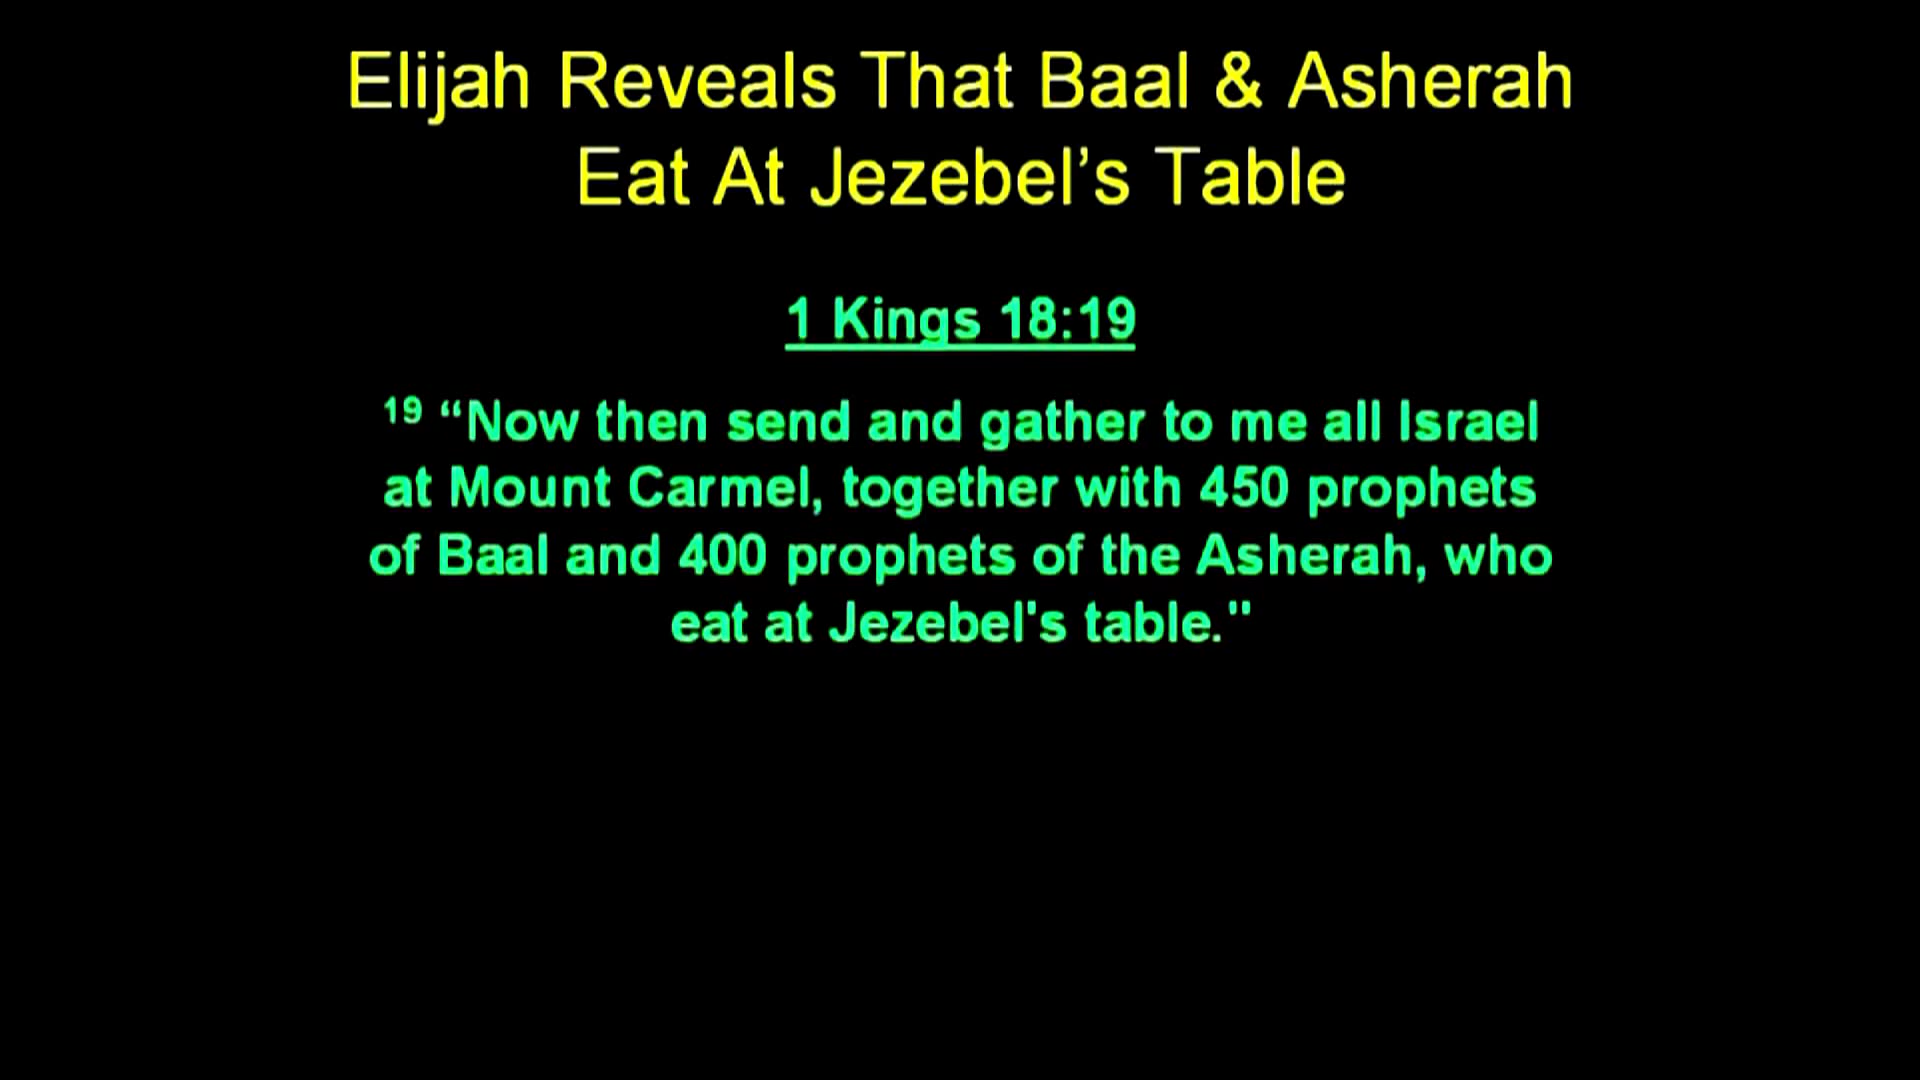 Elijah Reveals That Baal & Asherah
Eat At Jezebel’s Table
1 Kings 18:19
¹⁹ “Now then send and gather to me all Israel
at Mount Carmel, together with 450 prophets
of Baal and 400 prophets of the Asherah, who
eat at Jezebel's table."